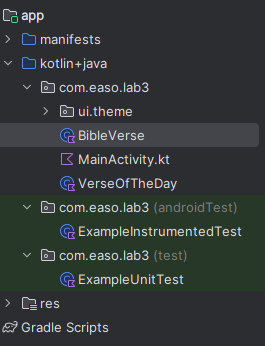 app
manifests
kotlin+java
com.easo.lab3
ui.theme
BibleVerse
MainActivity.kt
VerseOfTheDay
com.easo.lab3 (androidTest)
ExampleInstrumentedTest
com.easo.lab3 (test)
ExampleUnitTest
res
Gradle Scripts